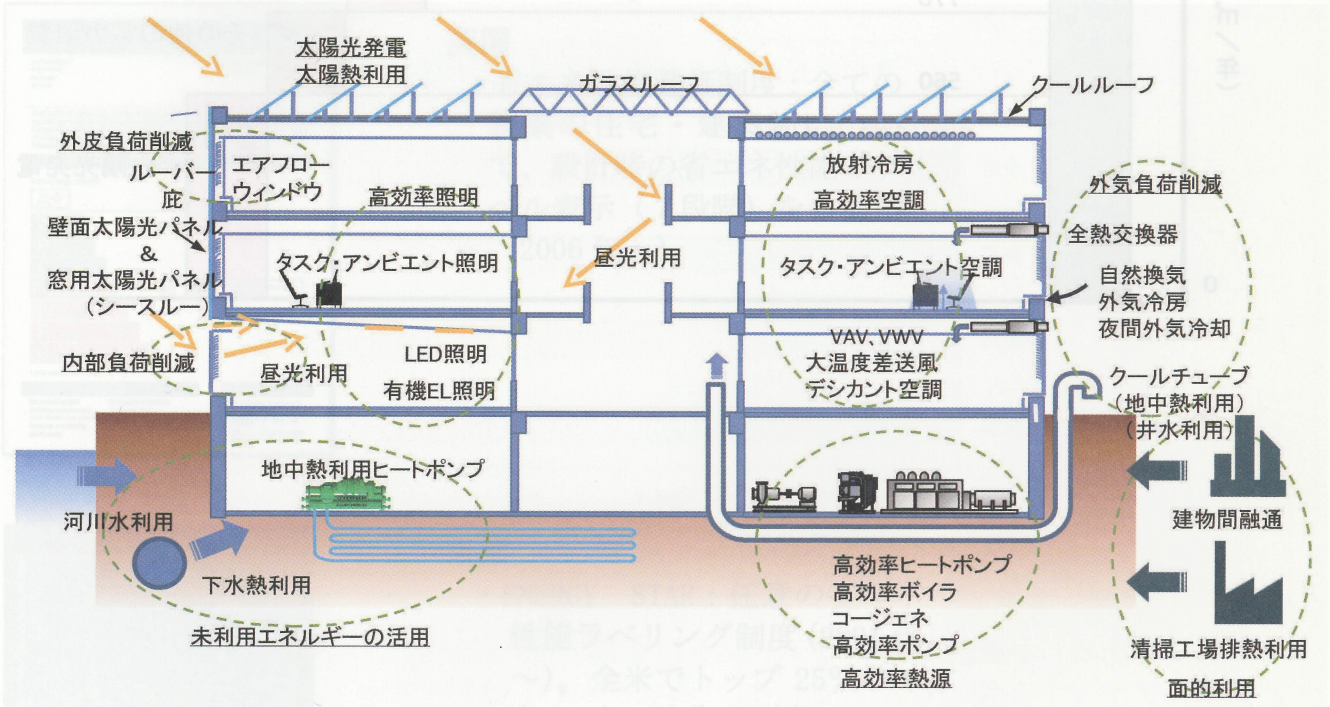 太陽光発電
太陽熱利用
ガラスルーフ
クールルーフ
外皮負荷削減
ルーバー
庇
エアフロー
ウィンドウ
高効率照明
放射冷房
高効率空調
外気負荷削減
壁面太陽光パネル
&
窓用太陽光パネル
(シースルー)
タスク・アンビエント照明
昼光利用
タスク・アンビエント空調
全熱交換器
自然換気
外気冷房
夜間外気冷却
内部負荷削減
昼光利用
LED照明
有機EL照明
VAV、VWV
大温度差送風
デシカント空調
クールチューブ
(地中熱利用)
(井水利用)
地中熱利用ヒートポンプ
河川水利用
下水熱利用
未利用エネルギーの活用
高効率ヒートポンプ
高効率ボイラ
コージェネ
高効率ポンプ
高効率熱源
建物間融通
清掃工場排熱利用
面的利用